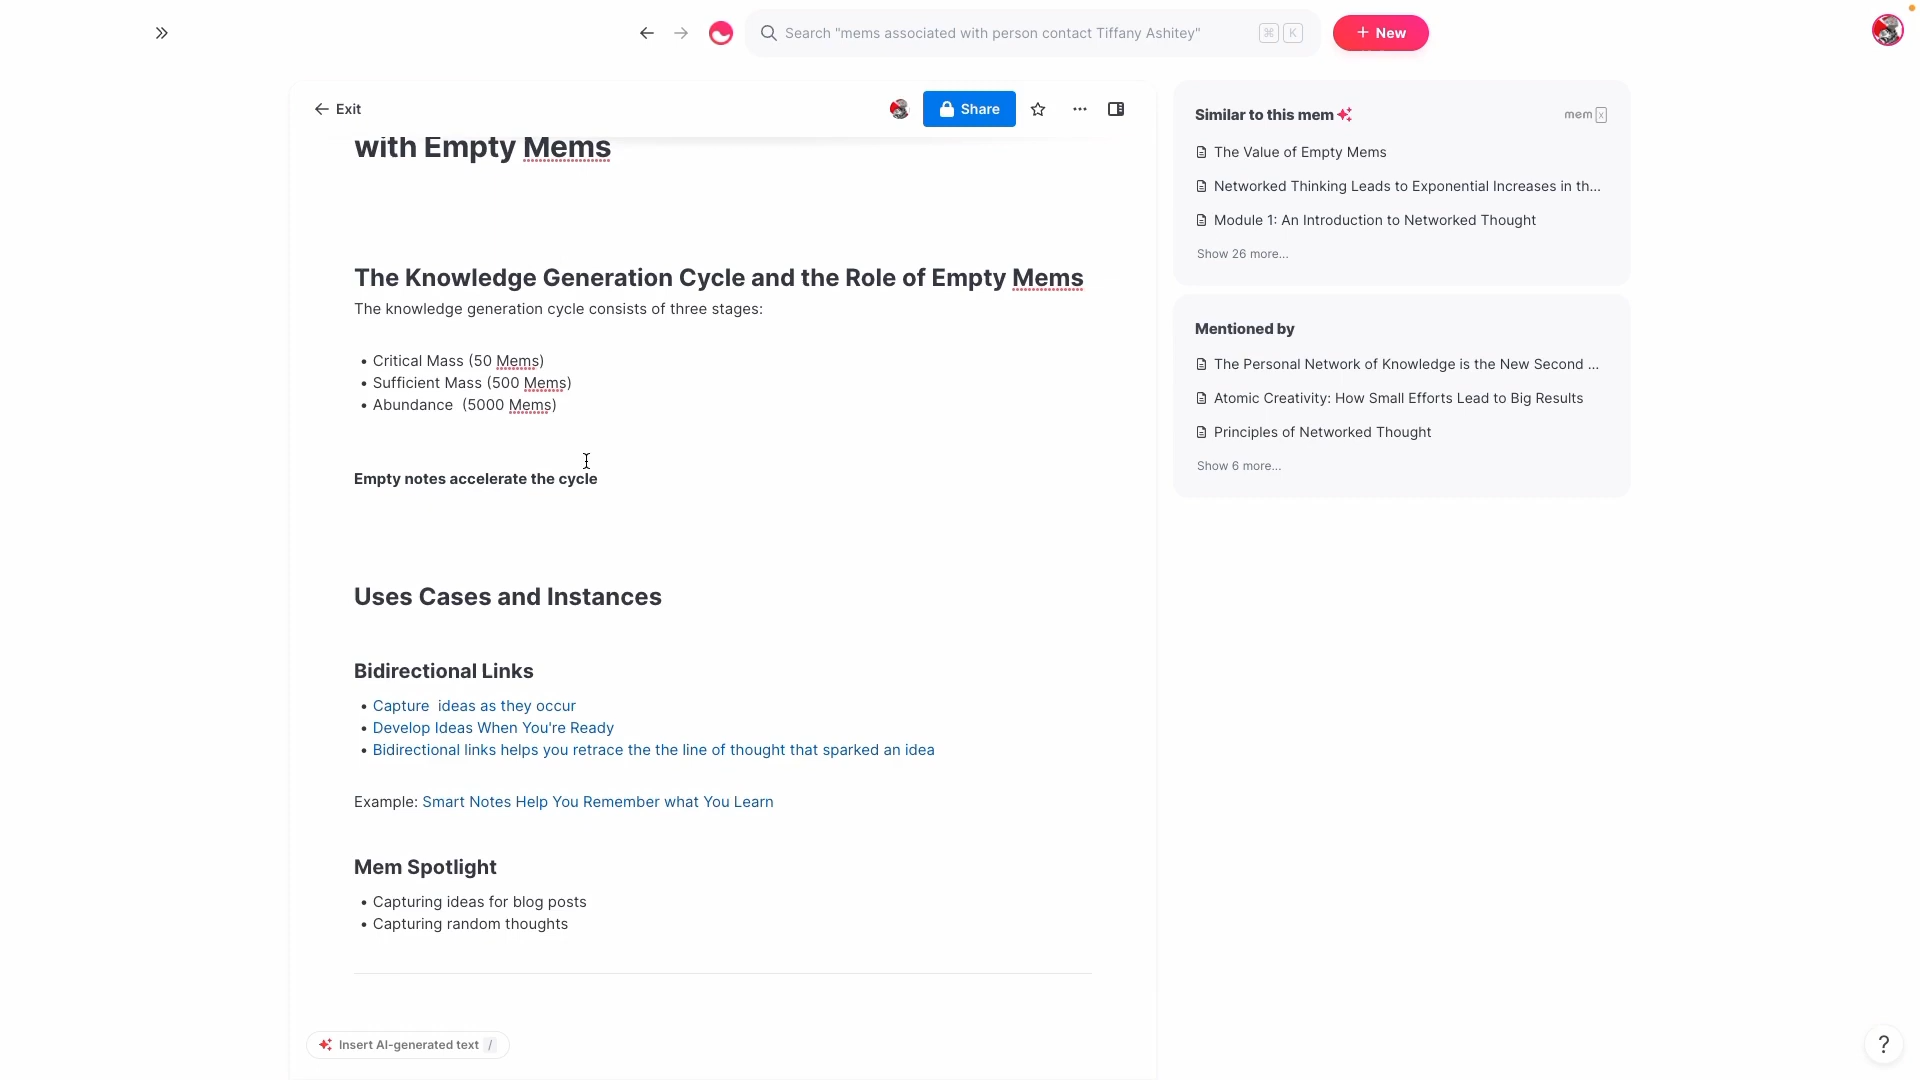 Search "mems associated with person contact Tiffany Ashitey"
⌘ K
+ New
Exit
Share
with Empty Mems
The Knowledge Generation Cycle and the Role of Empty Mems
The knowledge generation cycle consists of three stages:
• Critical Mass (50 Mems)
• Sufficient Mass (500 Mems)
• Abundance  (5000 Mems)
Empty notes accelerate the cycle
Uses Cases and Instances
Bidirectional Links
• Capture  ideas as they occur
• Develop Ideas When You're Ready
• Bidirectional links helps you retrace the the line of thought that sparked an idea
Example: Smart Notes Help You Remember what You Learn
Mem Spotlight
• Capturing ideas for blog posts
• Capturing random thoughts
Insert AI-generated text /
Similar to this mem
mem x
The Value of Empty Mems
Networked Thinking Leads to Exponential Increases in th...
Module 1: An Introduction to Networked Thought
Show 26 more...
Mentioned by
The Personal Network of Knowledge is the New Second ...
Atomic Creativity: How Small Efforts Lead to Big Results
Principles of Networked Thought
Show 6 more...
?